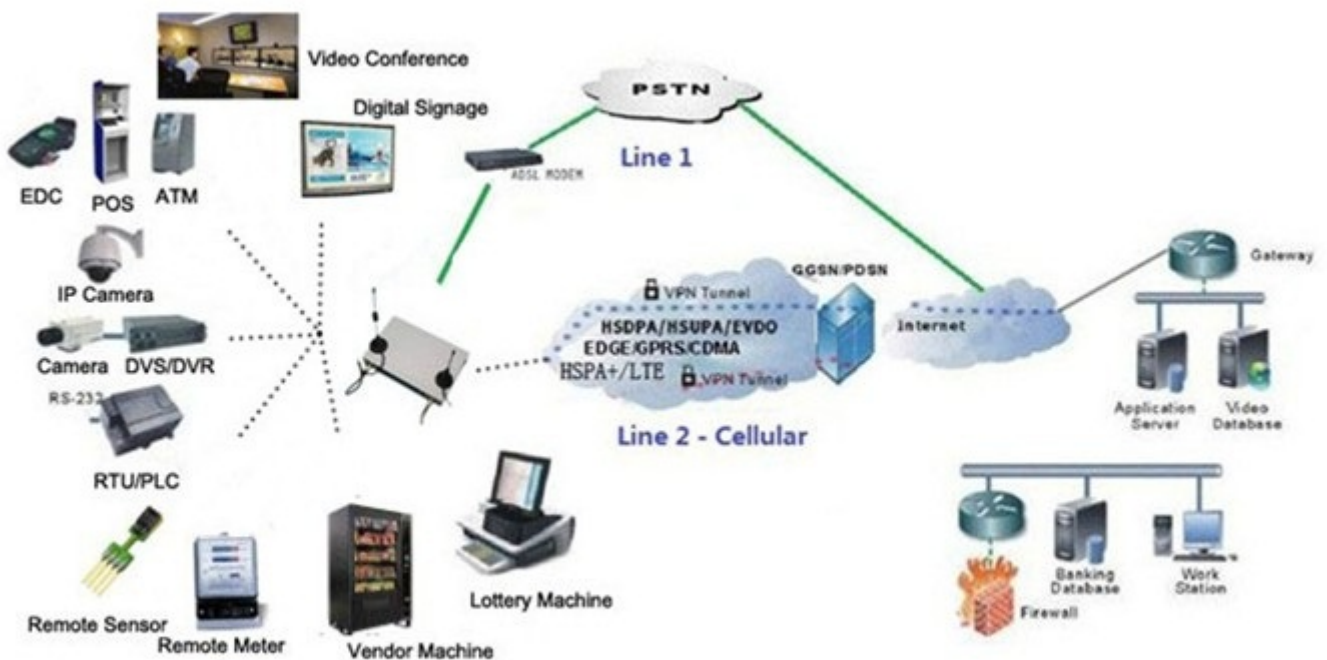 Video Conference
Digital Signage
EDC
POS
ATM
PSTN
Line 1
ADSL MODEM
IP Camera
Camera
DVS/DVR
RS-232
RTU/PLC
GGSN/PDSN
VPN Tunnel
HSDPA/HSUPA/EVDO
EDGE/GPRS/CDMA
HSPA+/LTE
VPN Tunnel
Line 2 - Cellular
Internet
Gateway
Application
Server
Video
Database
Remote Sensor
Remote Meter
Vendor Machine
Lottery Machine
Firewall
Banking
Database
Work
Station